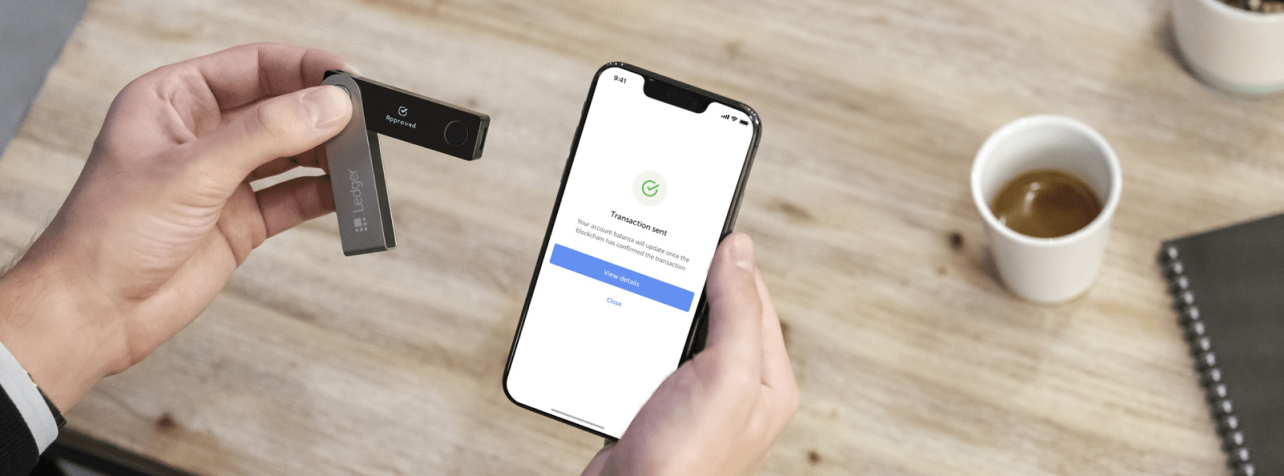 Approved
Ledger
9:41
Transaction sent
Your account balance will update once the
blockchain has confirmed the transaction
View details
Close